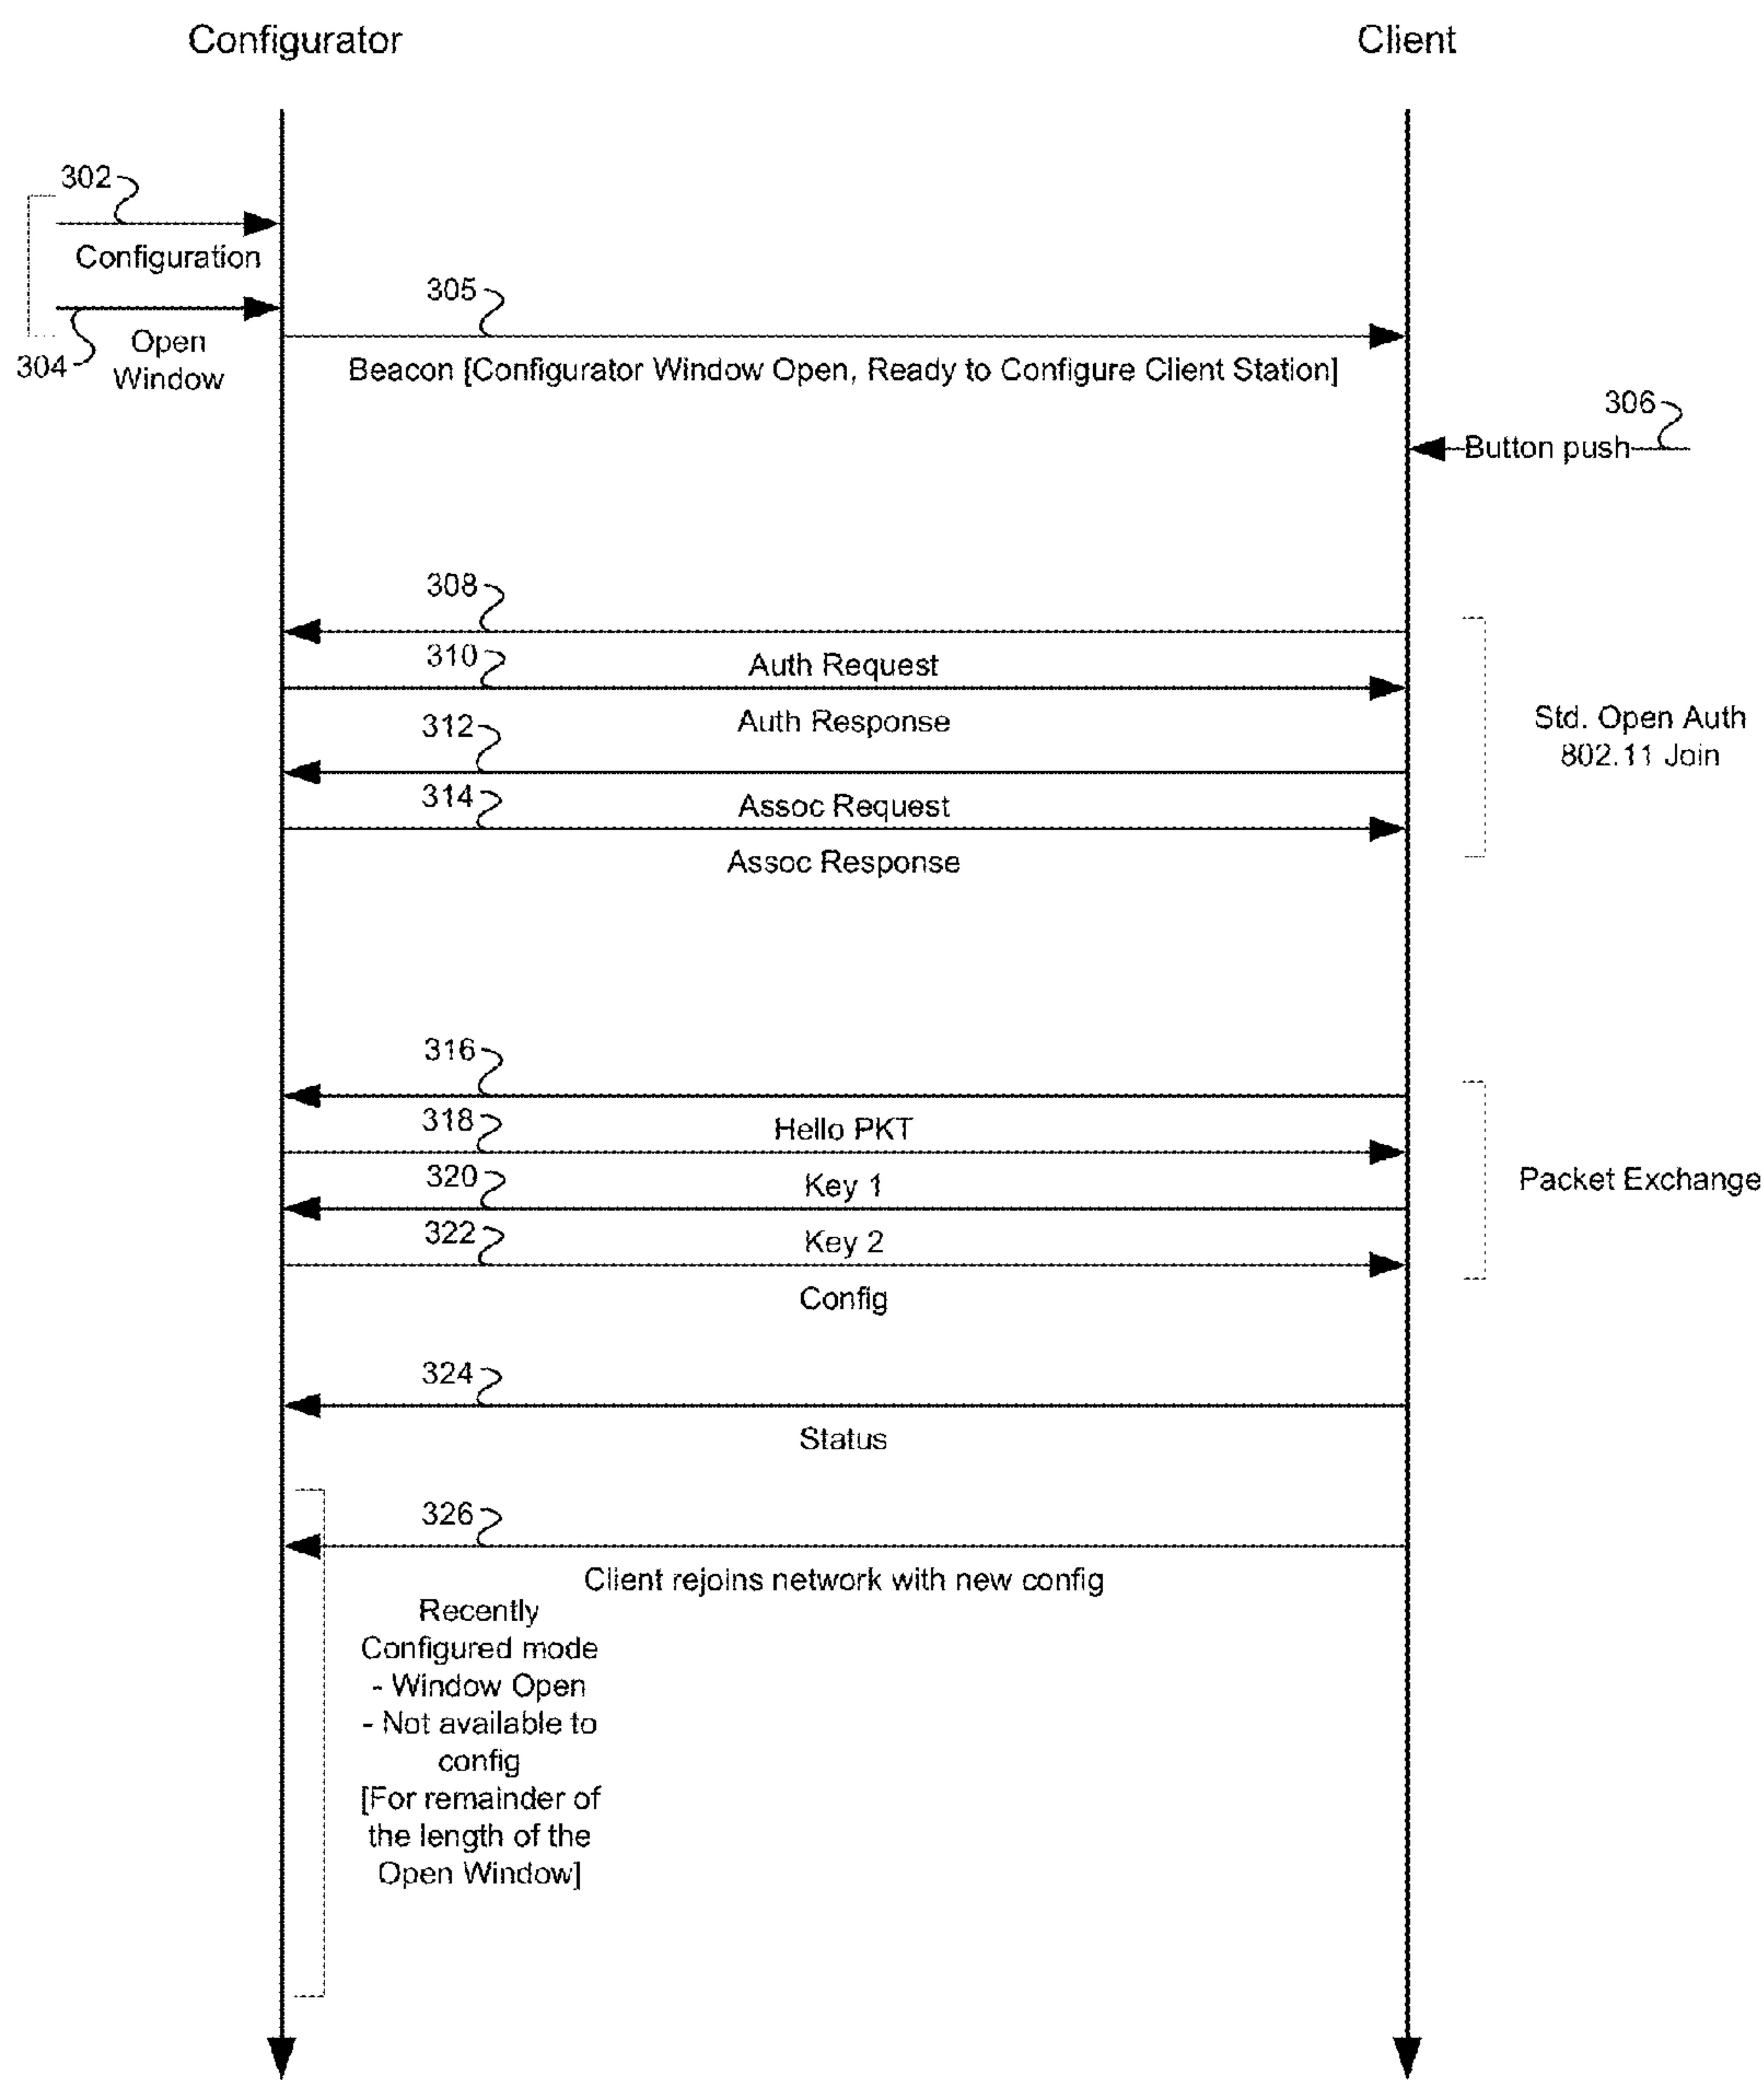 Configurator
Client
302
Configuration
305
304
Open
Window
Beacon [Configurator Window Open, Ready to Configure Client Station]
306
Button push
308
310
Auth Request
312
Auth Response
Std. Open Auth
802.11 Join
314
Assoc Request
Assoc Response
316
318
Hello PKT
320
Key 1
Packet Exchange
322
Key 2
Config
324
Status
326
Client rejoins network with new config
Recently
Configured mode
- Window Open
- Not available to
config
[For remainder of
the length of the
Open Window]